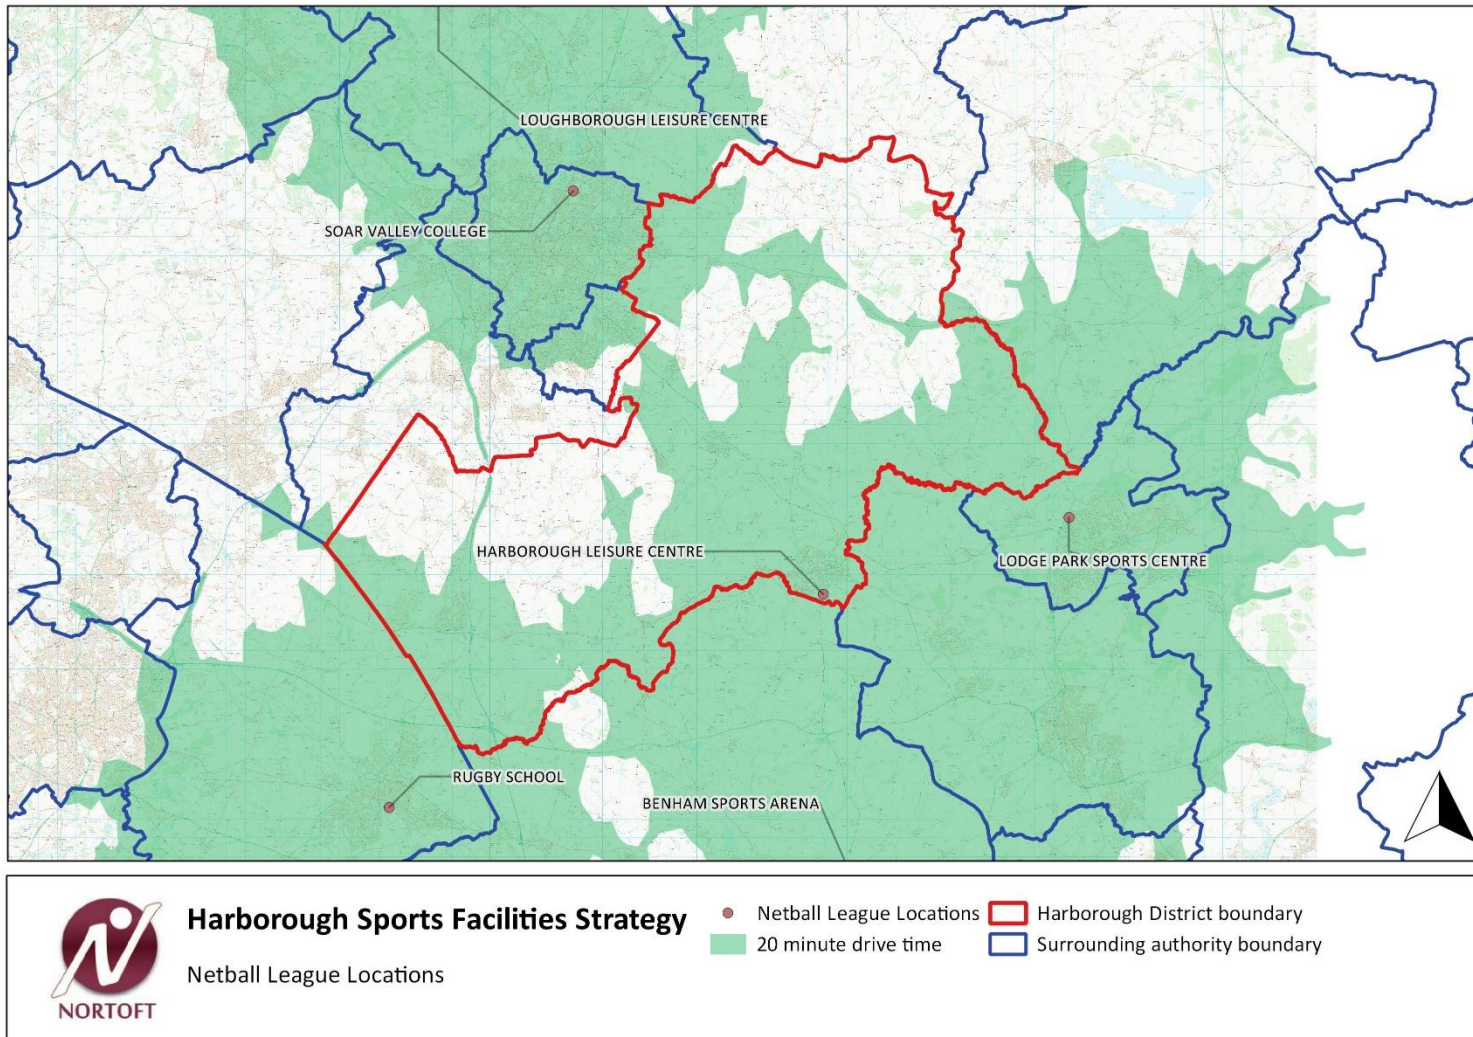 LOUGHBOROUGH LEISURE CENTRE
SOAR VALLEY COLLEGE
HARBOROUGH LEISURE CENTRE
LODGE PARK SPORTS CENTRE
RUGBY SCHOOL
BENHAM SPORTS ARENA
NORTOFT
Harborough Sports Facilities Strategy
Netball League Locations
Netball League Locations
20 minute drive time
Harborough District boundary
Surrounding authority boundary